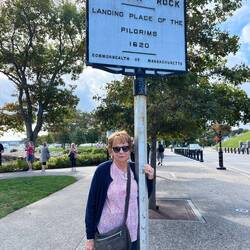 ROCK
LANDING PLACE OF THE
PILGRIMS
1620
COMMONWEALTH OF MASSACHUSETTS